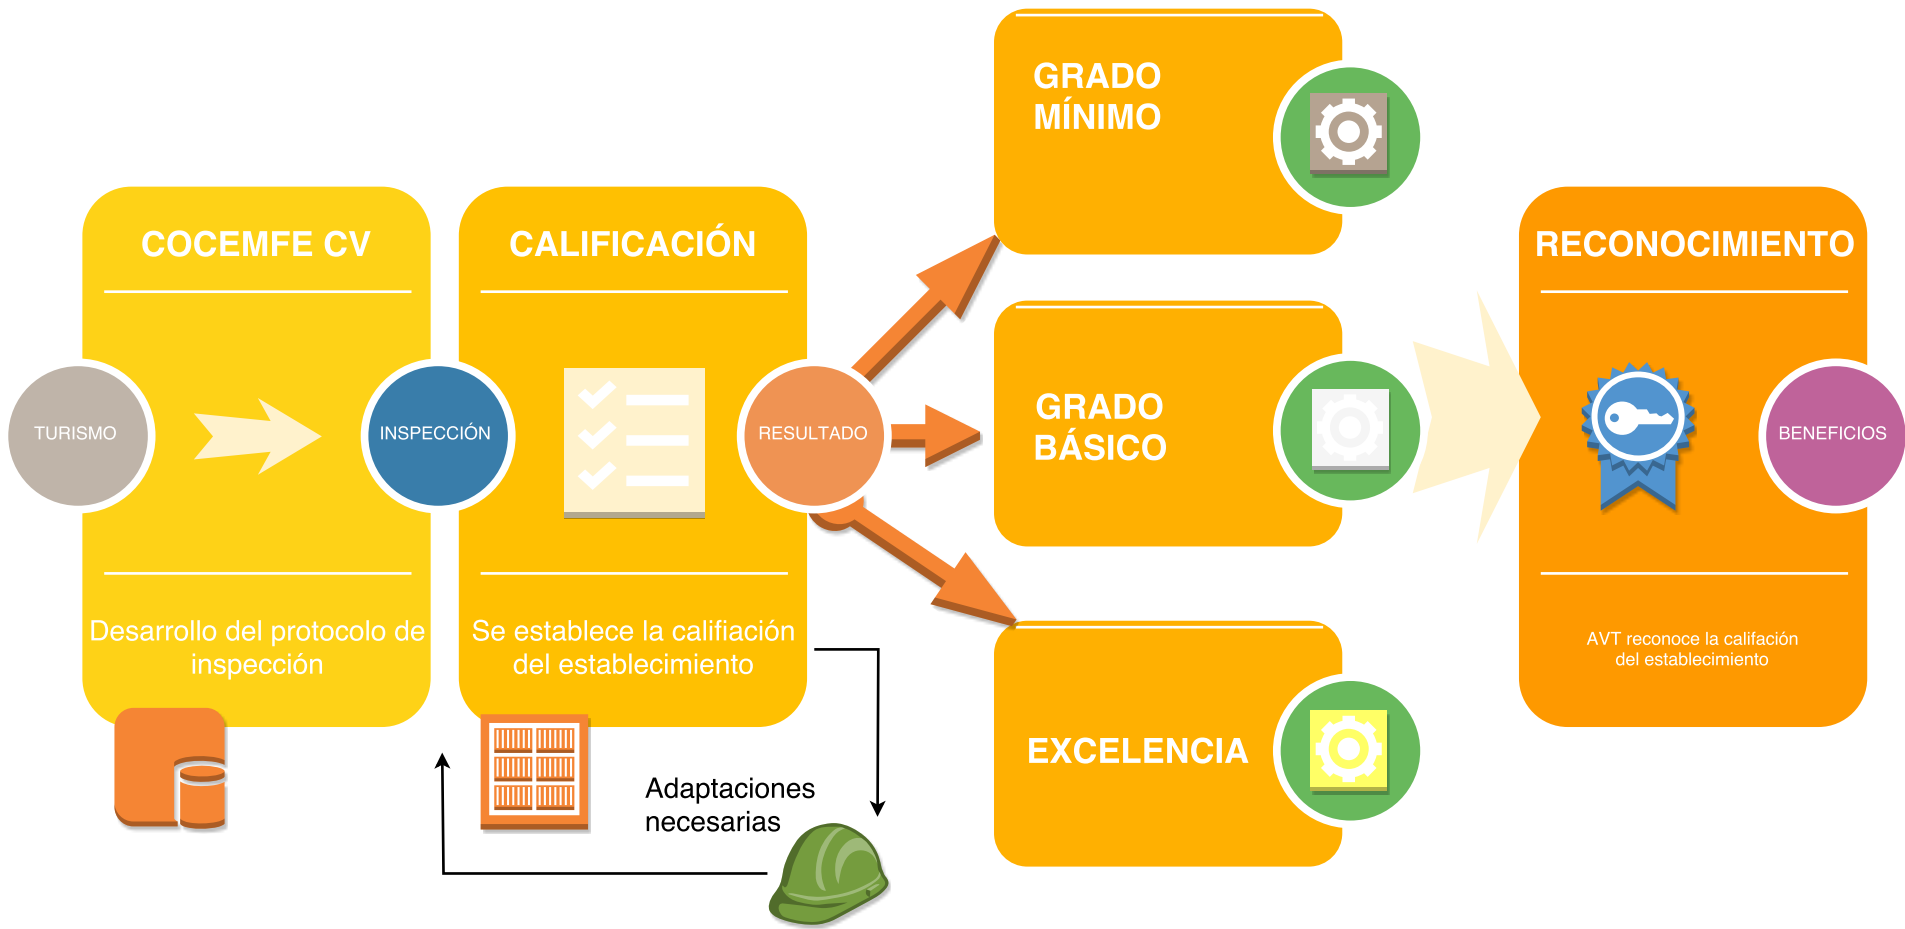 COCEMFE CV
TURISMO
INSPECCIÓN
Desarrollo del protocolo de
inspección
CALIFICACIÓN
RESULTADO
Se establece la califiación
del establecimiento
Adaptaciones
necesarias
GRADO
MÍNIMO
GRADO
BÁSICO
EXCELENCIA
RECONOCIMIENTO
BENEFICIOS
AVT reconoce la califación
del establecimiento